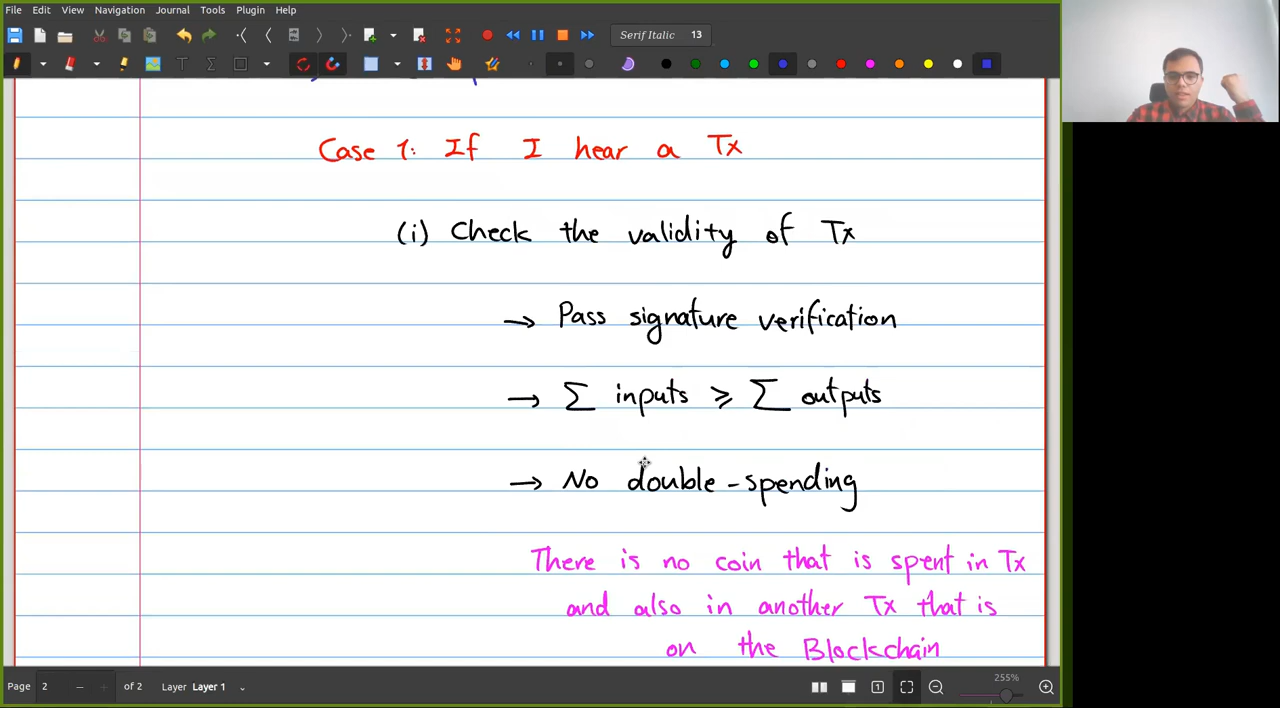 File Edit View Navigation Journal Tools Plugin Help
Serif Italic 13
Case 1: If I hear a Tx
(i) Check the validity of Tx
→ Pass signature verification
→ ∑ inputs ⩾ ∑ outputs
→ No double-spending
There is no coin that is spent in Tx
and also in another Tx that is
on the Blockchain
Page 2 of 2 Layer Layer 1 1 255%